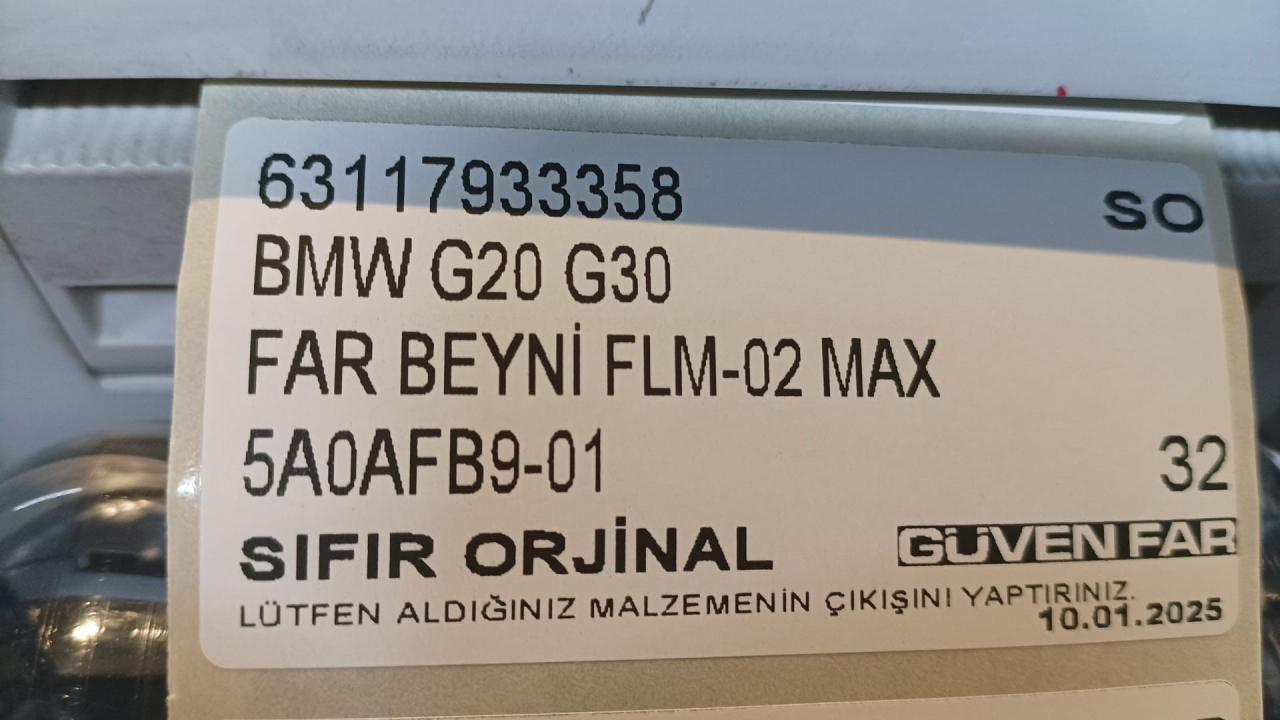 63117933358 SO
BMW G20 G30
FAR BEYNİ FLM-02 MAX
5A0AFB9-01 32
SIFIR ORJİNAL GÜVEN FAR
LÜTFEN ALDIĞINIZ MALZEMENİN ÇIKIŞINI YAPTIRINIZ.
10.01.2025